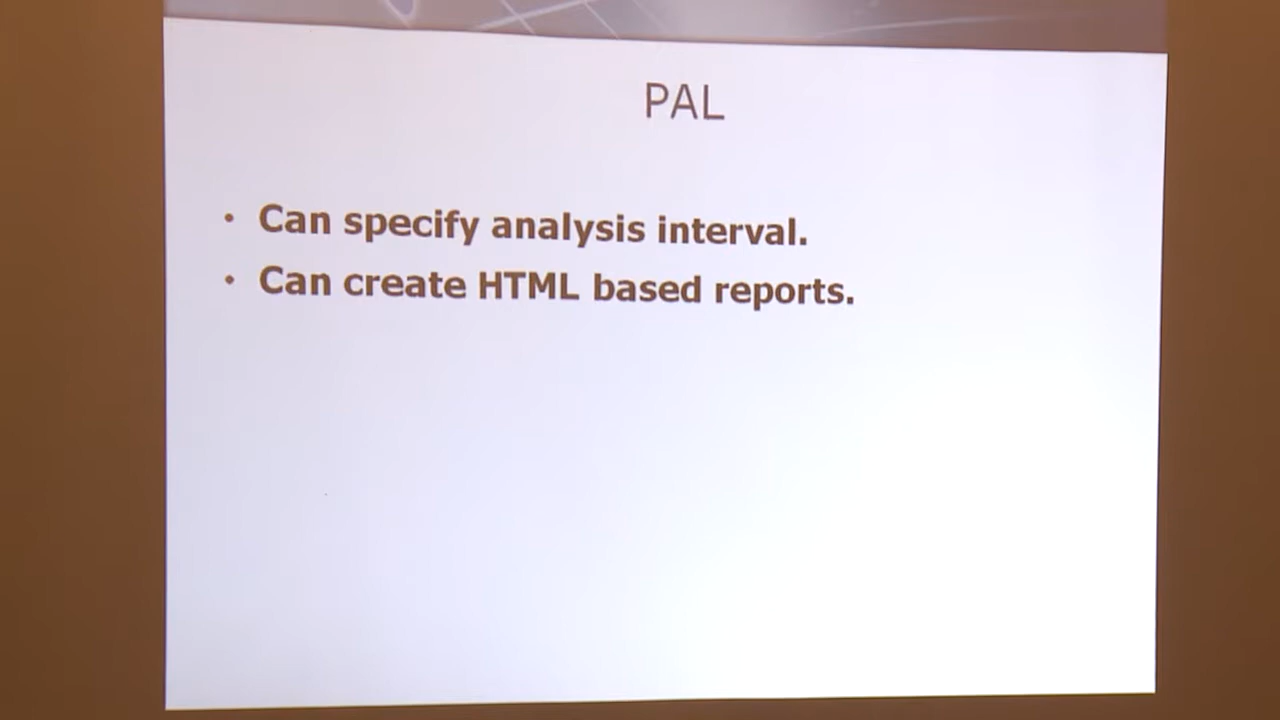 PAL
• Can specify analysis interval.
• Can create HTML based reports.